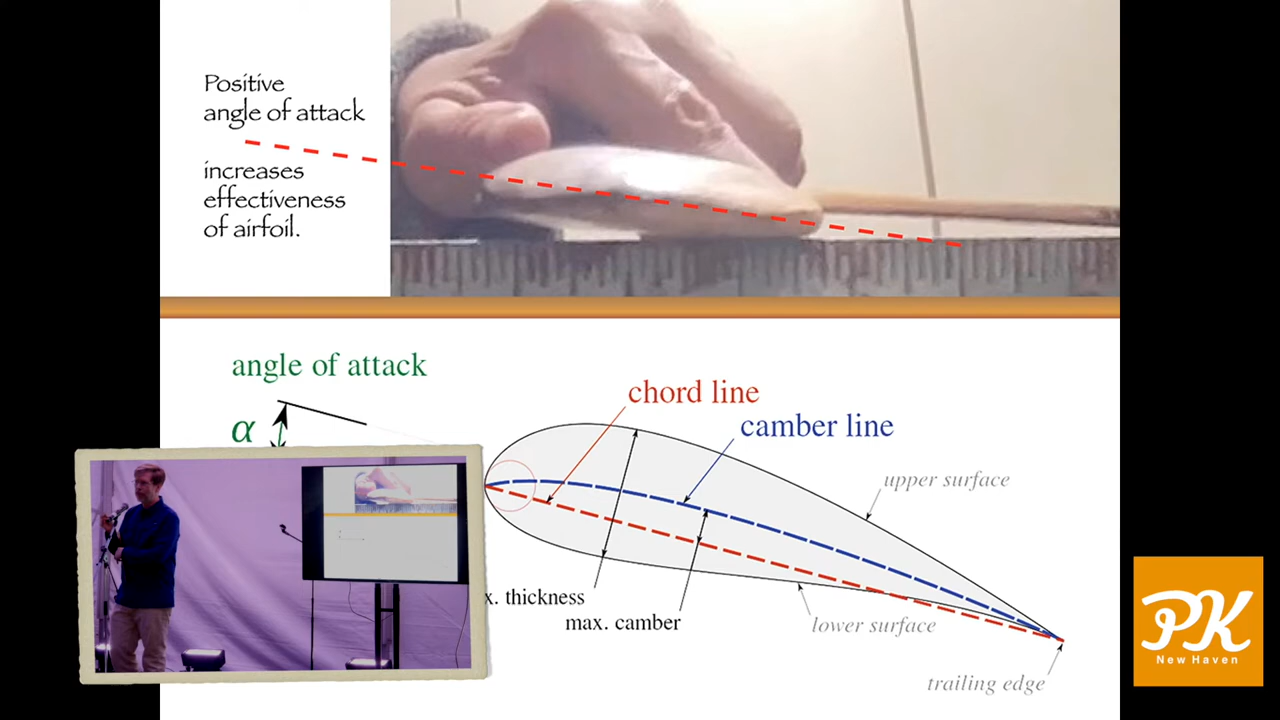 Positive
angle of attack
increases
effectiveness
of airfoil.
angle of attack
α
chord line
camber line
upper surface
x. thickness
max. camber
lower surface
trailing edge
PK
New Haven